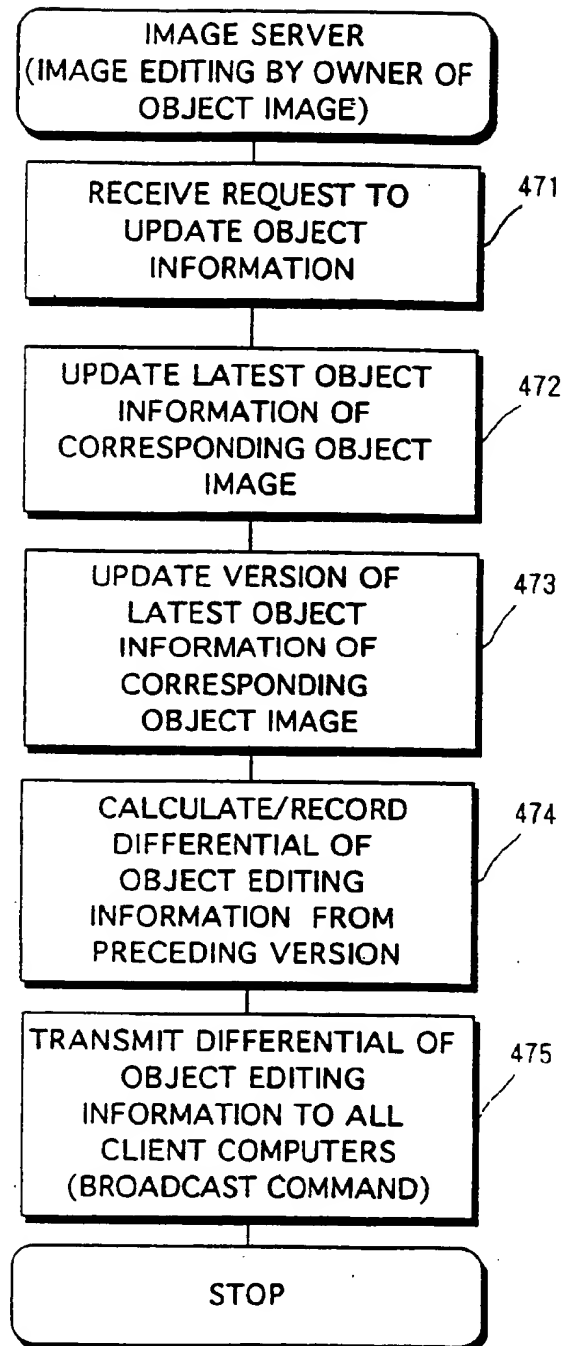 IMAGE SERVER
(IMAGE EDITING BY OWNER OF
OBJECT IMAGE)
RECEIVE REQUEST TO
UPDATE OBJECT
INFORMATION
471
UPDATE LATEST OBJECT
INFORMATION OF
CORRESPONDING OBJECT
IMAGE
472
UPDATE VERSION OF
LATEST OBJECT
INFORMATION OF
CORRESPONDING
OBJECT IMAGE
473
CALCULATE/RECORD
DIFFERENTIAL OF
OBJECT EDITING
INFORMATION FROM
PRECEDING VERSION
474
TRANSMIT DIFFERENTIAL OF
OBJECT EDITING
INFORMATION TO ALL
CLIENT COMPUTERS
(BROADCAST COMMAND)
475
STOP